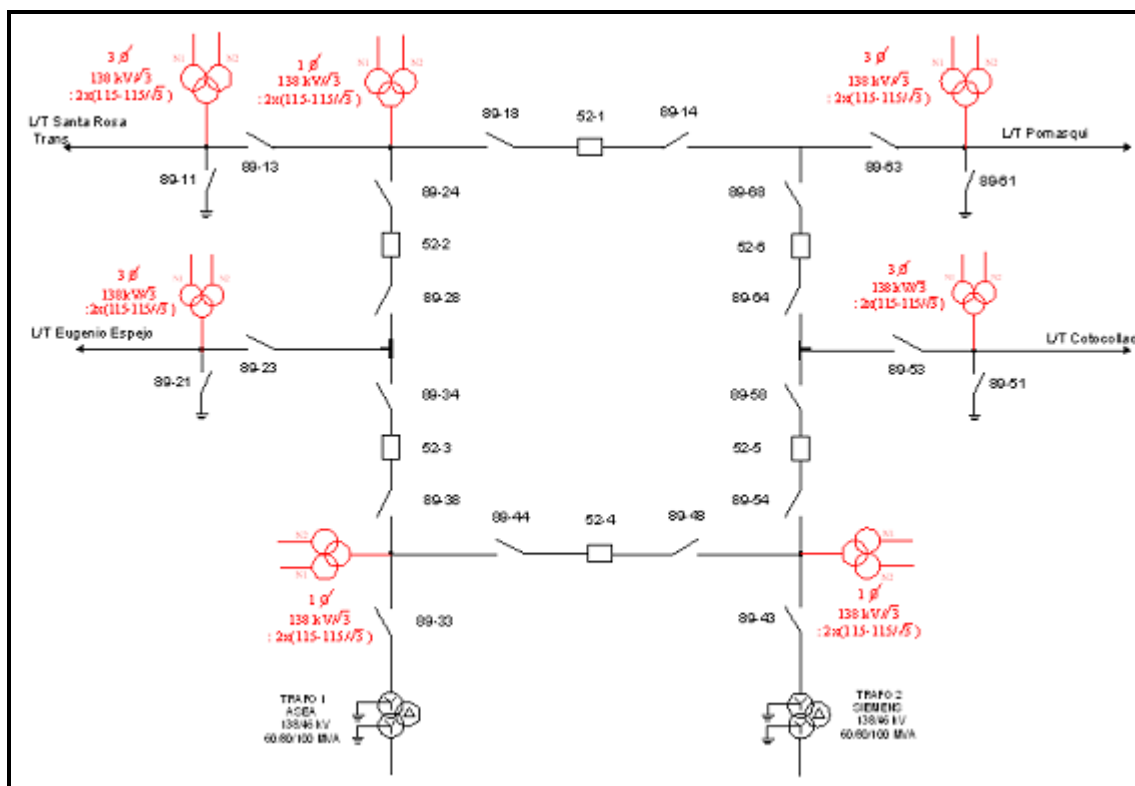 3 ø
138 kV/√3
: 2x(115-115/√3)
N1
N2
1 ø
138 kV/√3
: 2x(115-115/√3)
N1
N2
3 ø
138 kV/√3
: 2x(115-115/√3)
N1
N2
L/T Santa Rosa
Trans
89-13
89-11
89-18
52-1
89-14
89-63
L/T Pomasqui
89-61
89-24
52-2
89-28
89-68
52-6
89-64
3 ø
138kV/√3
: 2x(115-115/√3)
N1
N2
3 ø
138 kV/√3
: 2x(115-115/√3)
N1
N2
L/T Eugenio Espejo
89-23
89-21
L/T Cotocollao
89-53
89-51
89-34
52-3
89-38
89-58
52-5
89-54
89-44
52-4
89-48
N2
N1
1 ø
138 kV/√3
: 2x(115-115/√3)
N1
N2
1 ø
138 kV/√3
: 2x(115-115/√3)
89-33
89-43
TRAFO 1
ASEA
138/46 kV
60/80/100 MVA
TRAFO 2
SIEMENS
138/46 kV
60/80/100 MVA